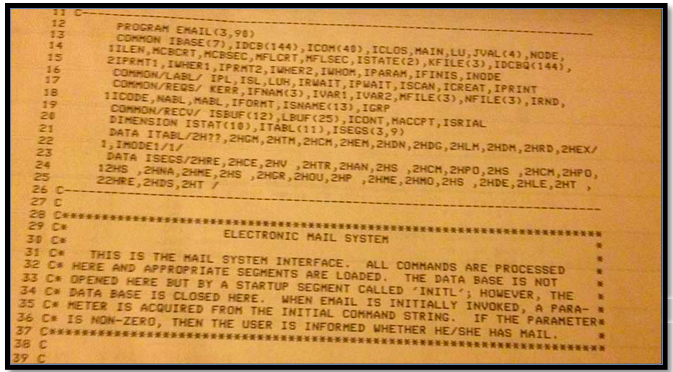 11 C-----------------------------------------------------------------
12
13       PROGRAM EMAIL(3,90)
14       COMMON IBASE(7),IDCB(144),ICOM(40),ICLOS,MAIN,LU,JVAL(4),NODE,
15      1ILEN,MCBCRT,MCBSEC,MFLCRT,MFLSEC,ISTATE(2),KFILE(3),IDCBQ(144),
16      2IPRMT1,IWHER1,IPRMT2,IWHER2,IWHOM,IPARAM,IFINIS,INODE
17       COMMON/LABL/ IPL,ISL,LUH,IRWAIT,IPWAIT,ISCAN,ICREAT,IPRINT
18       COMMON/REQS/ KERR,IFNAM(3),IVAR1,IVAR2,MFILE(3),NFILE(3),IRND,
19      1ICODE,NABL,MABL,IFORMT,ISNAME(13),IGRP
20       COMMON/RECV/ ISBUF(12),LBUF(25),ICONT,MACCPT,ISRIAL
21       DIMENSION ISTAT(10),ITABL(11),ISEGS(3,9)
22       DATA ITABL/2H??,2HGM,2HTM,2HCM,2HEM,2HDN,2HDG,2HLM,2HDM,2HRD,2HEX/
23      1,IMODE1/1/
24       DATA ISEGS/2HRE,2HCE,2HV ,2HTR,2HAN,2HS ,2HCM,2HPO,2HS ,2HCM,2HPO,
25      12HS ,2HNA,2HME,2HS ,2HGR,2HOU,2HP ,2HME,2HMO,2HS ,2HDE,2HLE,2HT ,
        22HRE,2HDS,2HT /
26 C-----------------------------------------------------------------
27 C
28 C*****************************************************************
29 C*                    ELECTRONIC MAIL SYSTEM                     *
30 C*                                                               *
31 C*    THIS IS THE MAIL SYSTEM INTERFACE.  ALL COMMANDS ARE PROCESSED *
32 C*  HERE AND APPROPRIATE SEGMENTS ARE LOADED.  THE DATA BASE IS NOT *
33 C*  OPENED HERE BUT BY A STARTUP SEGMENT CALLED 'INITL'; HOWEVER, THE *
34 C*  DATA BASE IS CLOSED HERE.  WHEN EMAIL IS INITIALLY INVOKED, A PARA- *
35 C*  METER IS ACQUIRED FROM THE INITIAL COMMAND STRING.  IF THE PARAMETER*
36 C*  IS NON-ZERO, THEN THE USER IS INFORMED WHETHER HE/SHE HAS MAIL. *
37 C*****************************************************************
38 C
39 C